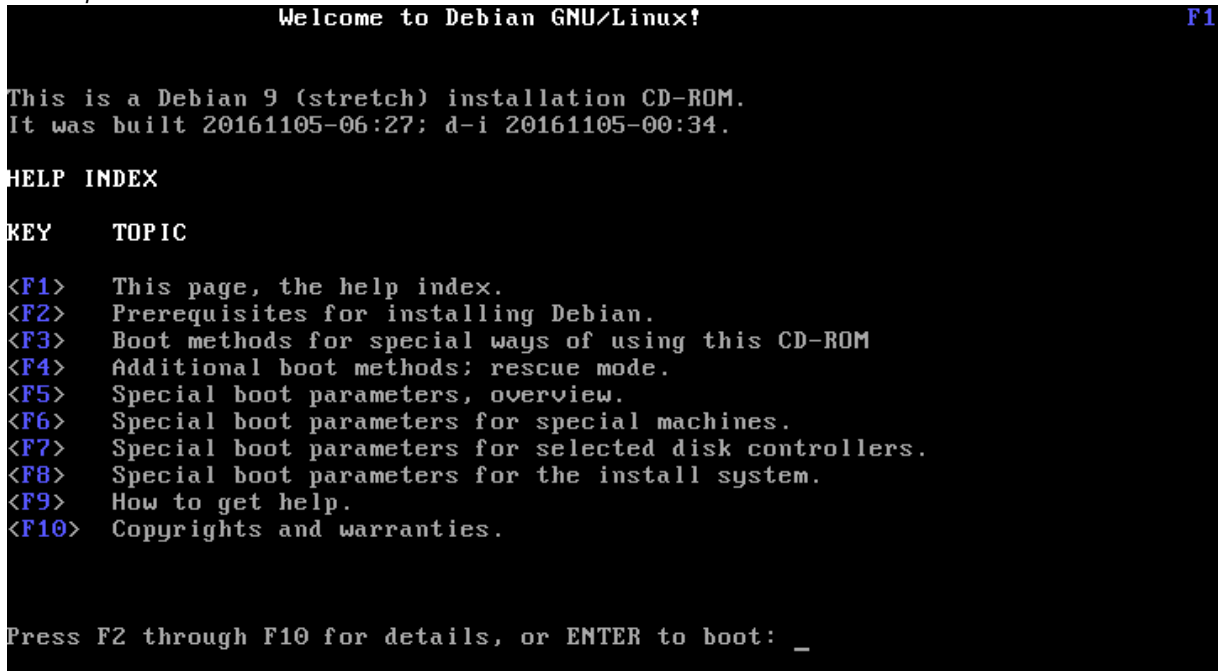 Welcome to Debian GNU/Linux! F1
This is a Debian 9 (stretch) installation CD-ROM.
It was built 20161105-06:27; d-i 20161105-00:34.
HELP INDEX
KEY TOPIC
<F1> This page, the help index.
<F2> Prerequisites for installing Debian.
<F3> Boot methods for special ways of using this CD-ROM
<F4> Additional boot methods; rescue mode.
<F5> Special boot parameters, overview.
<F6> Special boot parameters for special machines.
<F7> Special boot parameters for selected disk controllers.
<F8> Special boot parameters for the install system.
<F9> How to get help.
<F10> Copyrights and warranties.
Press F2 through F10 for details, or ENTER to boot: _